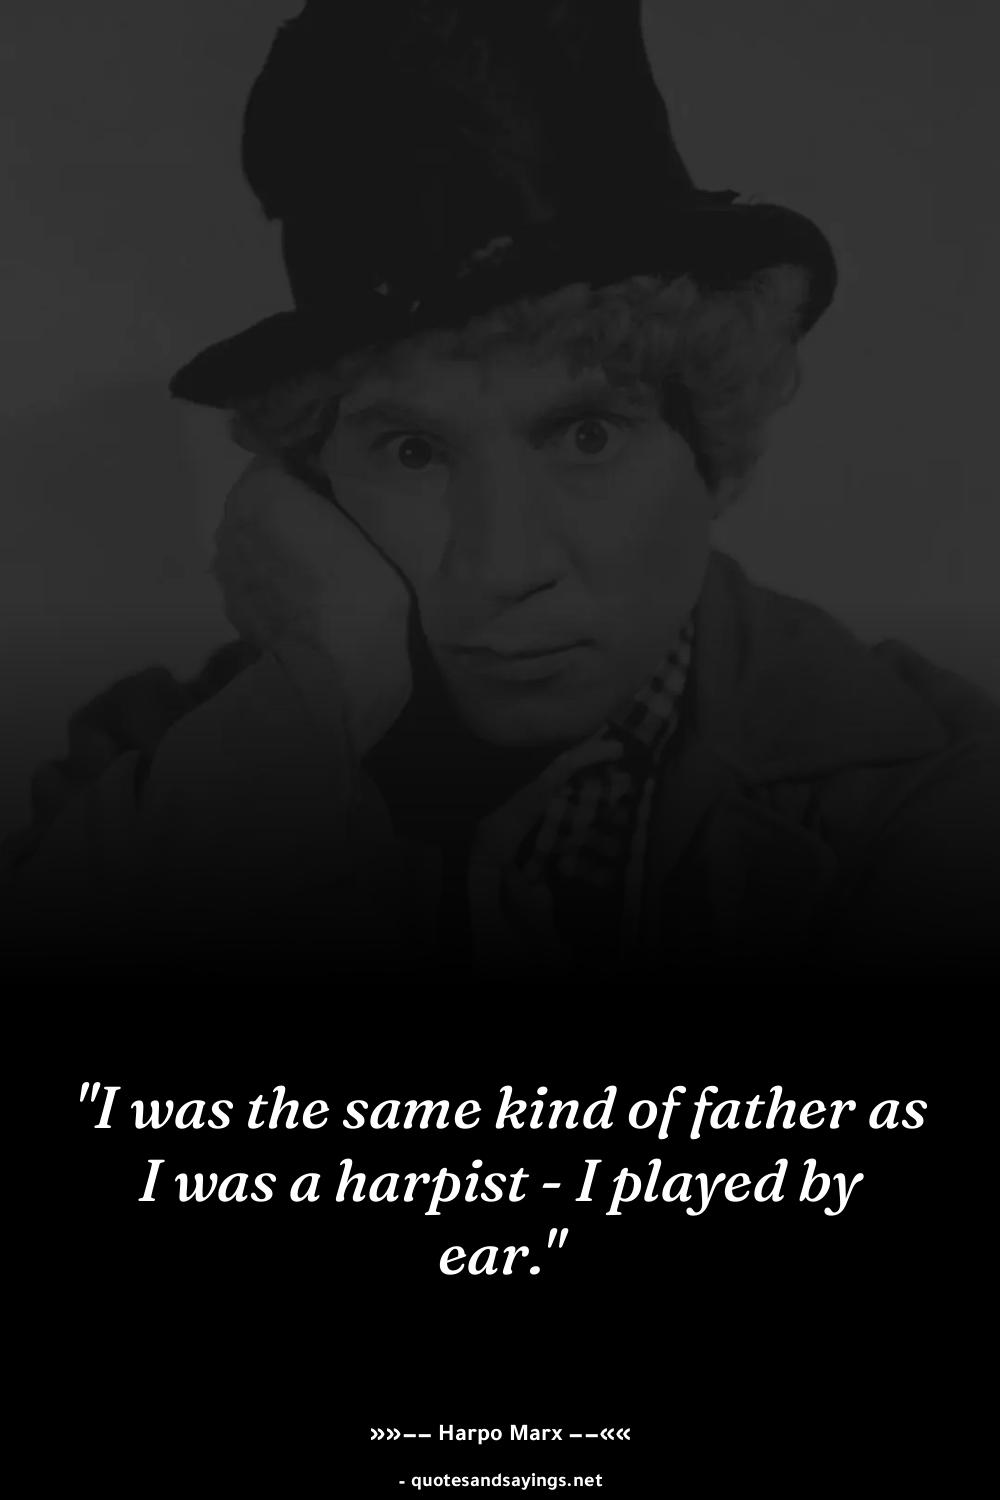 "I was the same kind of father as
I was a harpist - I played by
ear."
»»–– Harpo Marx ––««
- quotesandsayings.net